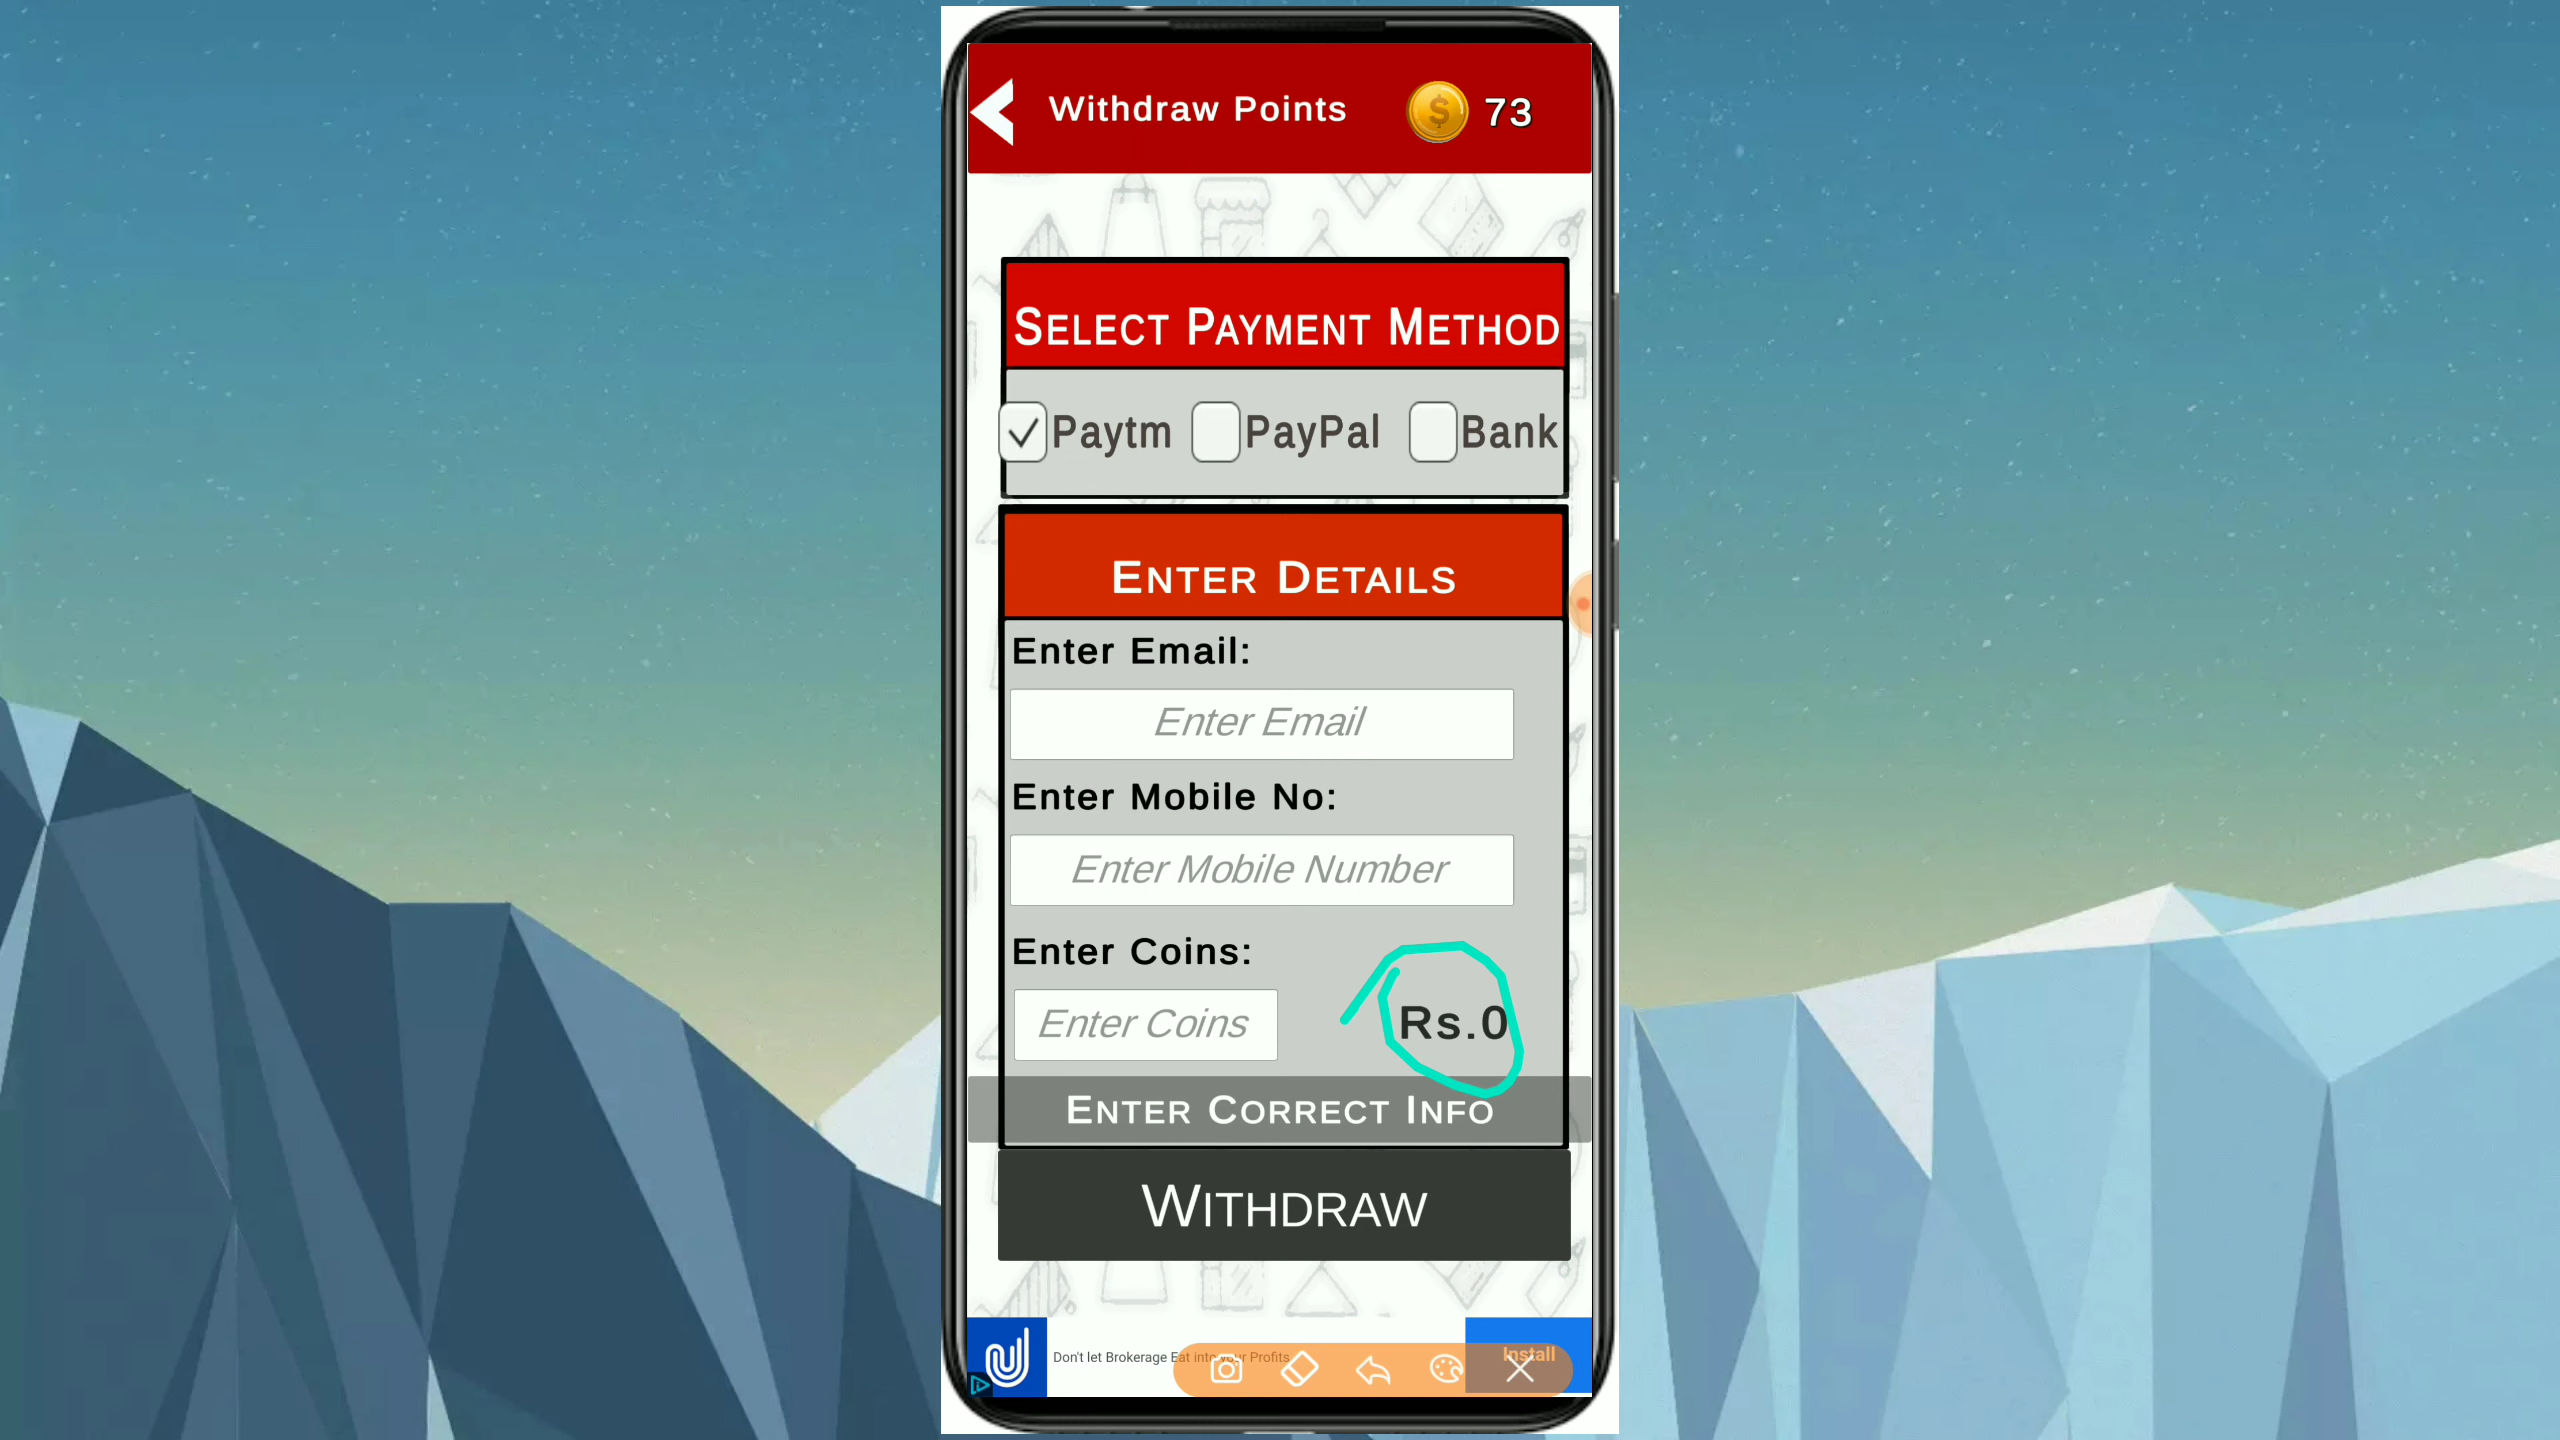 Withdraw Points 73
SELECT PAYMENT METHOD
Paytm PayPal Bank
ENTER DETAILS
Enter Email:
Enter Email
Enter Mobile No:
Enter Mobile Number
Enter Coins:
Enter Coins Rs.0
ENTER CORRECT INFO
WITHDRAW
Don't let Brokerage Eat into your Profits
Install